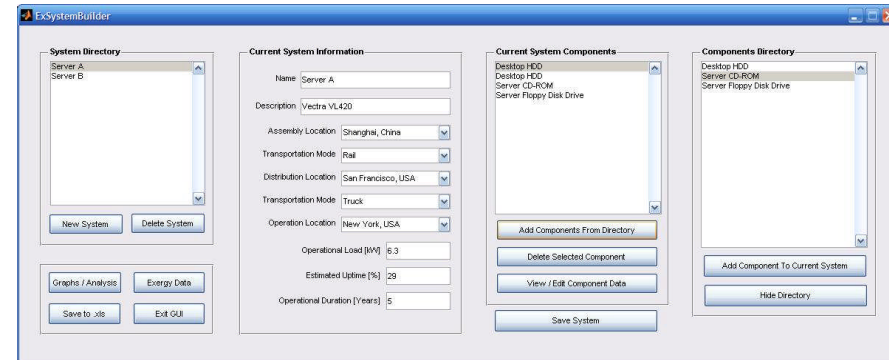 ExSystemBuilder
System Directory
Server A
Server B
New System
Delete System
Graphs / Analysis
Exergy Data
Save to .xls
Exit GUI
Current System Information
Name Server A
Description Vectra VL420
Assembly Location Shanghai, China
Transportation Mode Rail
Distribution Location San Francisco, USA
Transportation Mode Truck
Operation Location New York, USA
Operational Load [kW] 6.3
Estimated Uptime [%] 29
Operational Duration [Years] 5
Current System Components
Desktop HDD
Desktop HDD
Server CD-ROM
Server Floppy Disk Drive
Add Components From Directory
Delete Selected Component
View / Edit Component Data
Save System
Components Directory
Desktop HDD
Server CD-ROM
Server Floppy Disk Drive
Add Component To Current System
Hide Directory